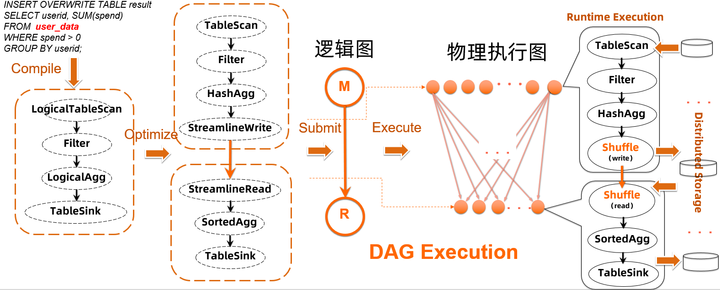 INSERT OVERWRITE TABLE result
SELECT userid, SUM(spend)
FROM user_data
WHERE spend > 0
GROUP BY userid;
Compile
LogicalTableScan
Filter
LogicalAgg
TableSink
Optimize
TableScan
Filter
HashAgg
StreamlineWrite
StreamlineRead
SortedAgg
TableSink
Submit
逻辑图
M
R
Execute
物理执行图
DAG Execution
Runtime Execution
TableScan
Filter
HashAgg
Shuffle
(write)
Shuffle
(read)
SortedAgg
TableSink
Distributed Storage